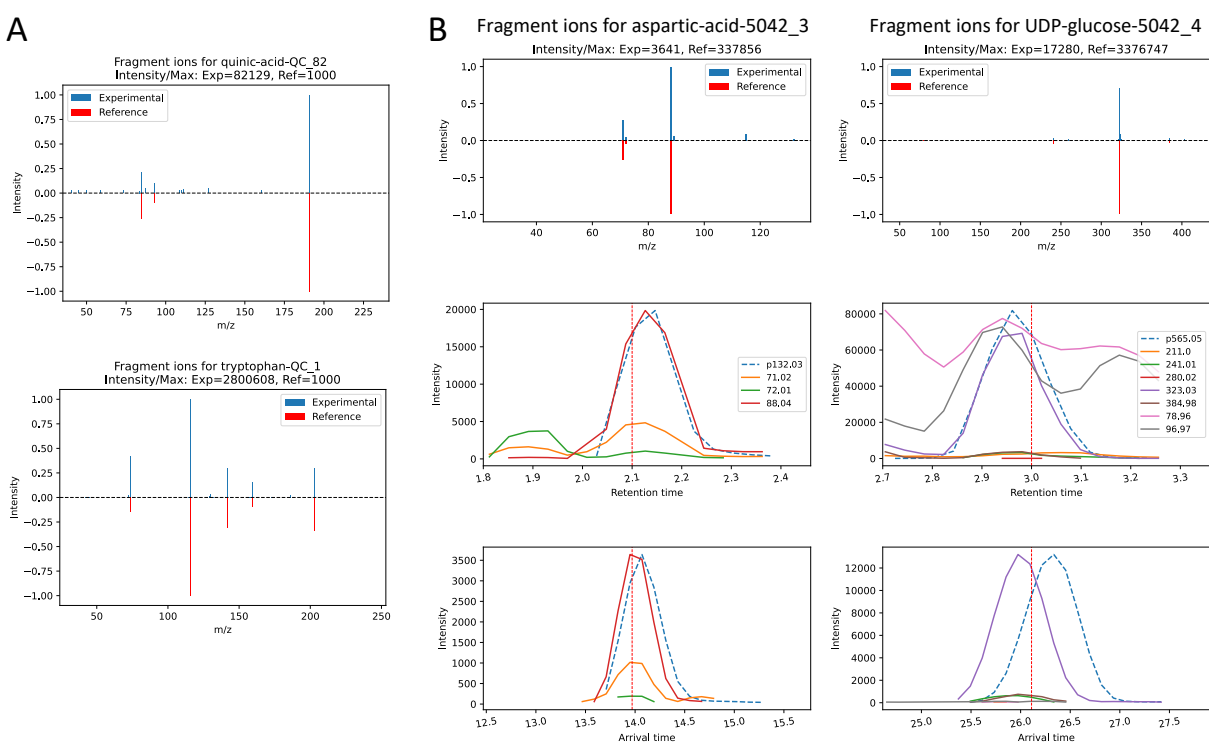 A
Fragment ions for quinic-acid-QC_82
Intensity/Max: Exp=82129, Ref=1000
Experimental
Reference
1.00
0.75
0.50
0.25
0.00
−0.25
−0.50
−0.75
−1.00
Intensity
50 75 100 125 150 175 200 225
m/z
Fragment ions for tryptophan-QC_1
Intensity/Max: Exp=2800608, Ref=1000
Experimental
Reference
1.00
0.75
0.50
0.25
0.00
−0.25
−0.50
−0.75
−1.00
Intensity
50 100 150 200 250
m/z
B
Fragment ions for aspartic-acid-5042_3
Intensity/Max: Exp=3641, Ref=337856
Experimental
Reference
1.0
0.5
0.0
−0.5
−1.0
Intensity
40 60 80 100 120
m/z
20000
15000
10000
5000
0
Intensity
p132.03
71.02
72.01
88.04
1.8 1.9 2.0 2.1 2.2 2.3 2.4
Retention time
3500
3000
2500
2000
1500
1000
500
0
Intensity
12.5 13.0 13.5 14.0 14.5 15.0 15.5
Arrival time
Fragment ions for UDP-glucose-5042_4
Intensity/Max: Exp=17280, Ref=3376747
Experimental
Reference
1.0
0.5
0.0
−0.5
−1.0
Intensity
50 100 150 200 250 300 350 400
m/z
80000
60000
40000
20000
0
Intensity
p565.05
211.0
241.01
280.02
323.03
384.98
78.96
96.97
2.7 2.8 2.9 3.0 3.1 3.2 3.3
Retention time
12000
10000
8000
6000
4000
2000
0
Intensity
25.0 25.5 26.0 26.5 27.0 27.5
Arrival time